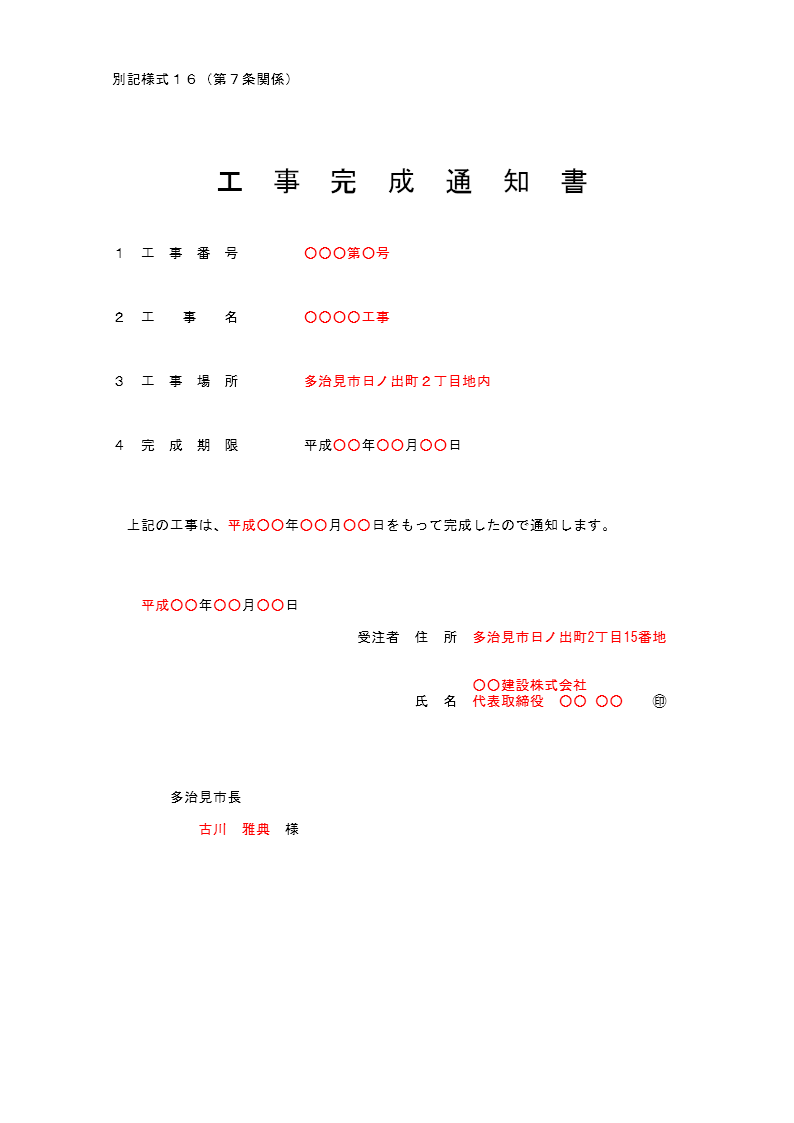 別記様式１６（第７条関係）
工　事　完　成　通　知　書
１　工　事　番　号　　　　〇〇〇第〇号
２　工　　事　　名　　　　〇〇〇〇工事
３　工　事　場　所　　　　多治見市日ノ出町２丁目地内
４　完　成　期　限　　　　平成〇〇年〇〇月〇〇日
上記の工事は、平成〇〇年〇〇月〇〇日をもって完成したので通知します。
平成〇〇年〇〇月〇〇日
受注者　住　所　多治見市日ノ出町2丁目15番地
〇〇建設株式会社
氏　名　代表取締役　〇〇 〇〇　　㊞
多治見市長
古川　雅典　様